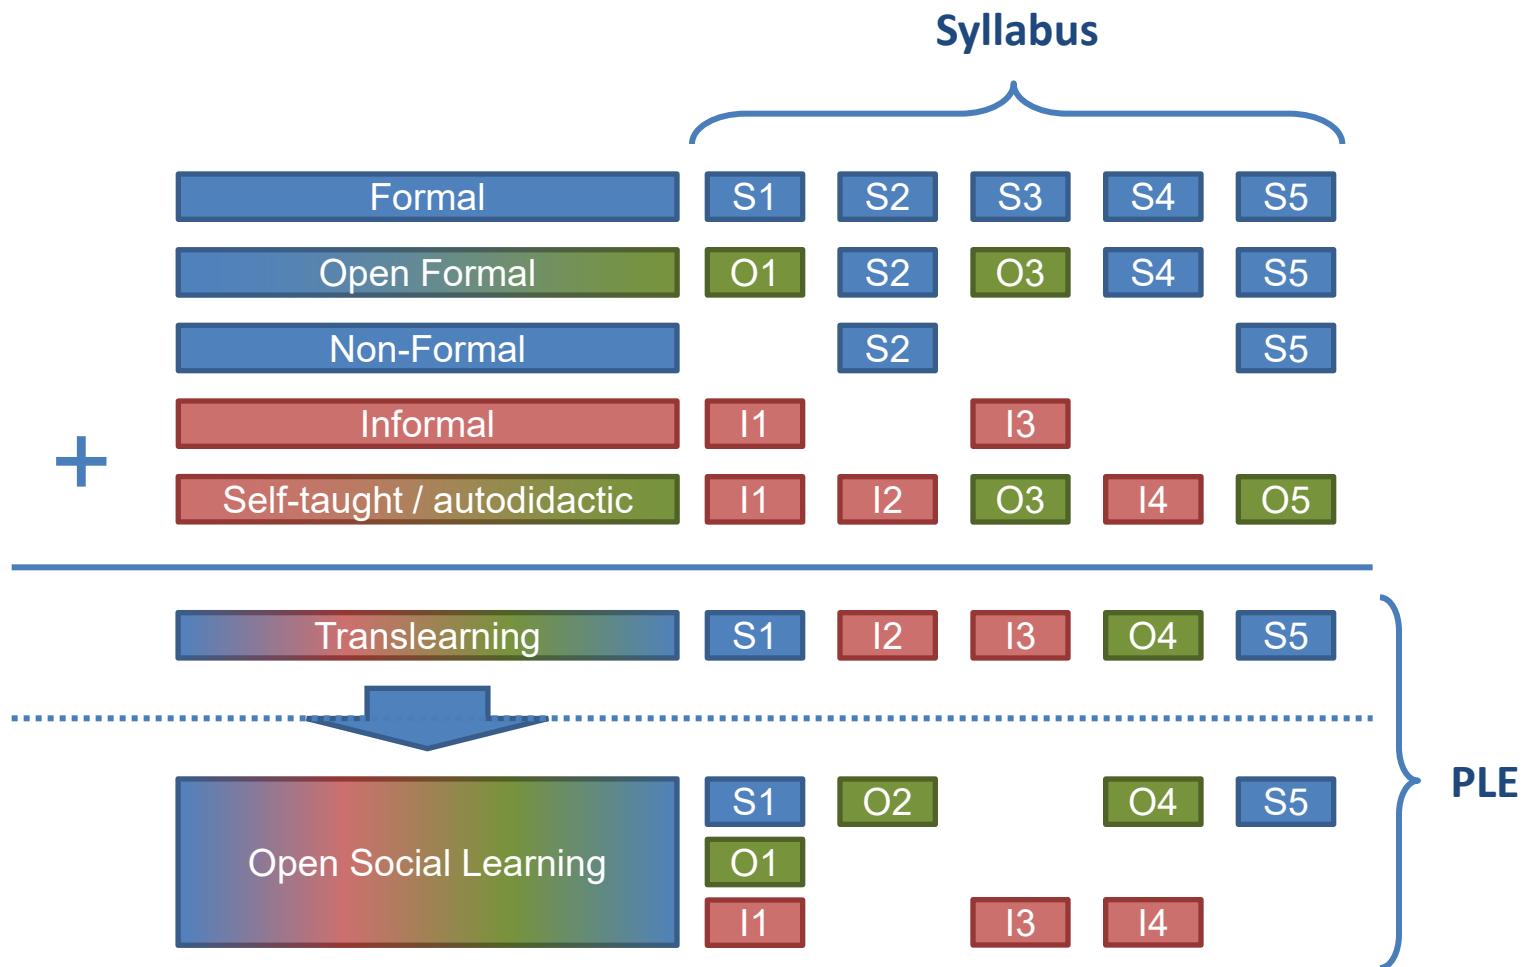 Syllabus
Formal S1 S2 S3 S4 S5
Open Formal O1 S2 O3 S4 S5
Non-Formal S2 S5
Informal I1 I3
+
Self-taught / autodidactic I1 I2 O3 I4 O5
Translearning S1 I2 I3 O4 S5
S1 O2 O4 S5
PLE
Open Social Learning O1
I1 I3 I4